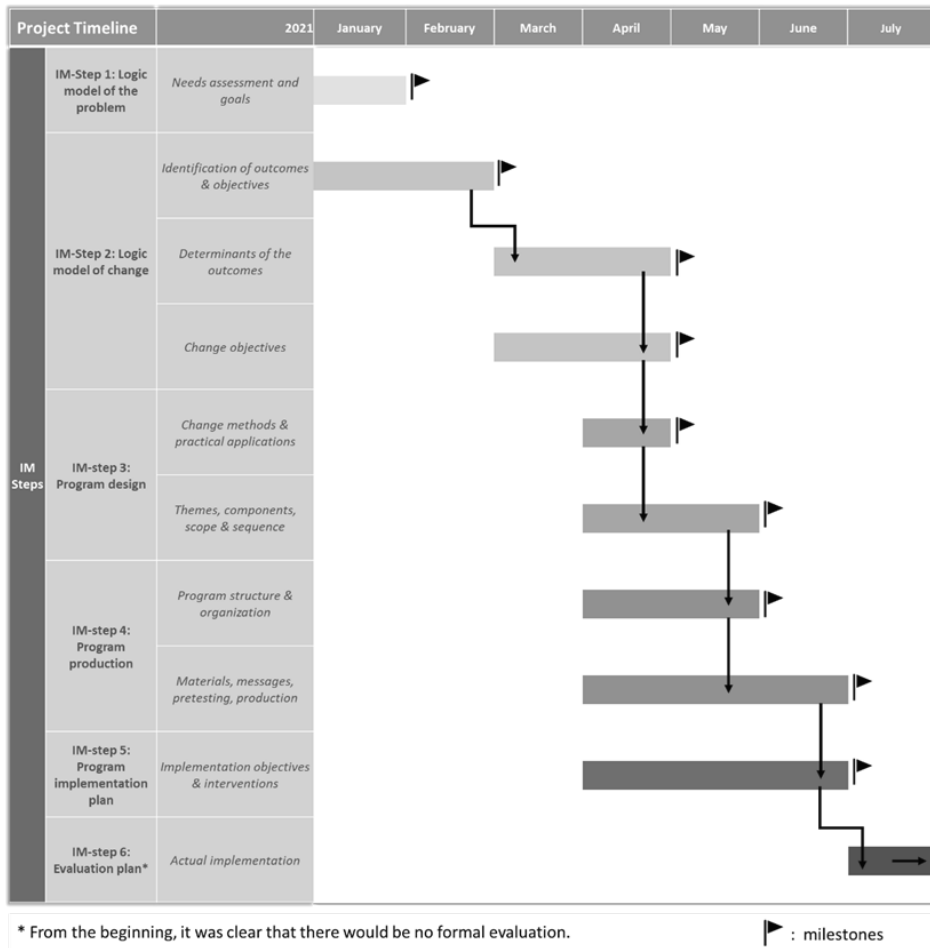 Project Timeline 2021 January February March April May June July
IM Steps
IM-Step 1: Logic
model of the
problem
Needs assessment and
goals
IM-Step 2: Logic
model of change
Identification of outcomes
& objectives
Determinants of the
outcomes
Change objectives
IM-step 3:
Program design
Change methods &
practical applications
Themes, components,
scope & sequence
IM-step 4:
Program
production
Program structure &
organization
Materials, messages,
pretesting, production
IM-step 5:
Program
implementation
plan
Implementation objectives
& interventions
IM-step 6:
Evaluation plan*
Actual implementation
* From the beginning, it was clear that there would be no formal evaluation.
: milestones